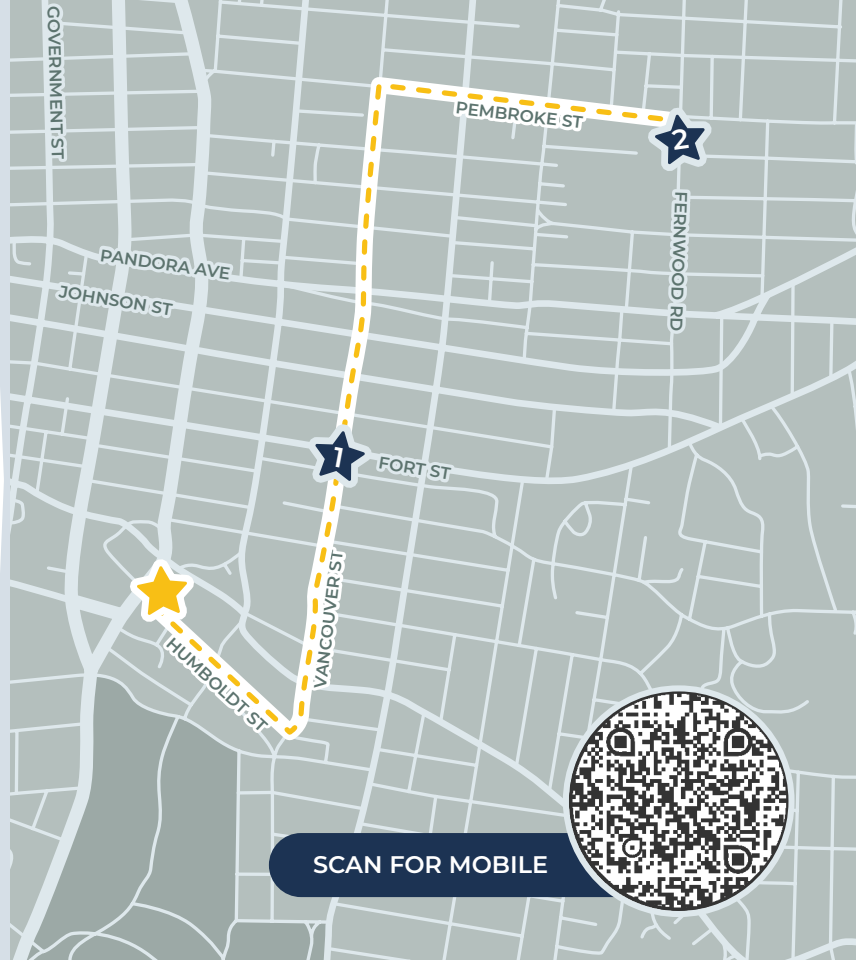 GOVERNMENT ST
PEMBROKE ST
2
FERNWOOD RD
PANDORA AVE
JOHNSON ST
1
FORT ST
VANCOUVER ST
HUMBOLDT ST
SCAN FOR MOBILE